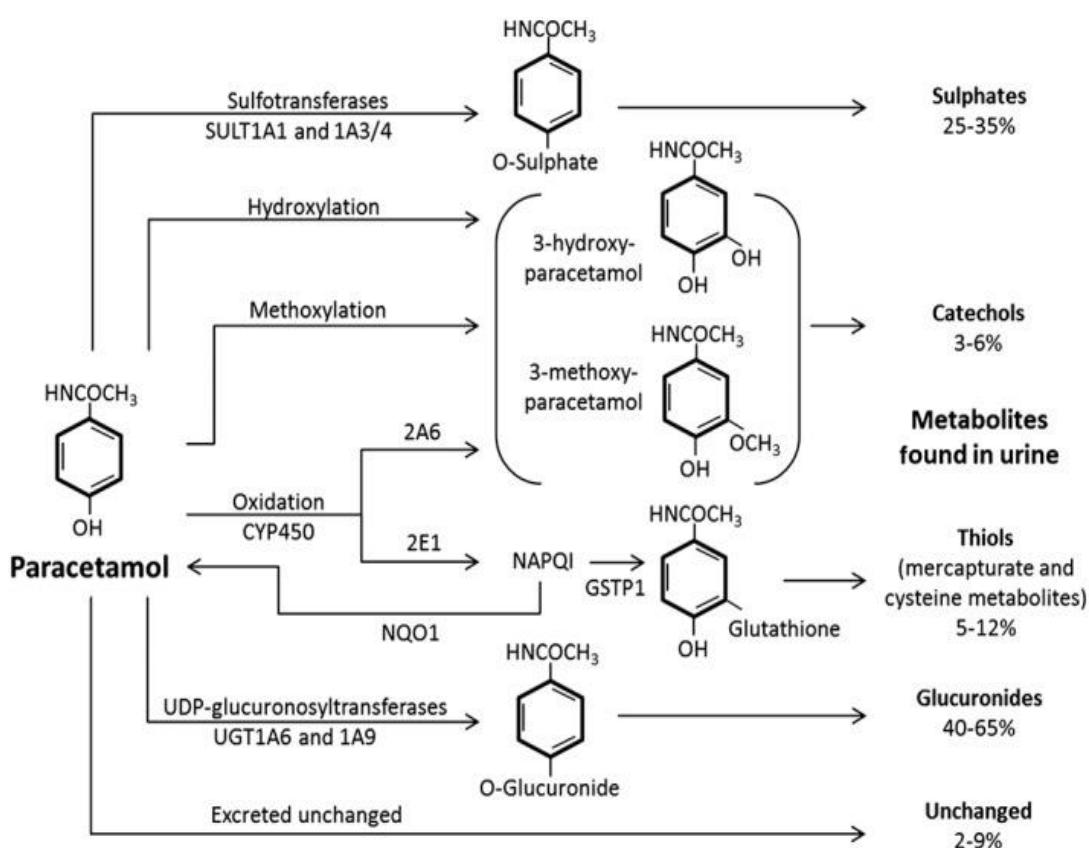 HNCOCH₃
Sulfotransferases
SULT1A1 and 1A3/4
O-Sulphate
Sulphates
25-35%
Hydroxylation
HNCOCH₃
3-hydroxy-
paracetamol
OH
OH
Methoxylation
HNCOCH₃
3-methoxy-
paracetamol
OCH₃
OH
Catechols
3-6%
HNCOCH₃
OH
Paracetamol
2A6
Oxidation
CYP450
2E1
Metabolites
found in urine
NAPQI
GSTP1
HNCOCH₃
Glutathione
OH
Thiols
(mercapturate and
cysteine metabolites)
5-12%
NQO1
HNCOCH₃
UDP-glucuronosyltransferases
UGT1A6 and 1A9
O-Glucuronide
Glucuronides
40-65%
Excreted unchanged
Unchanged
2-9%